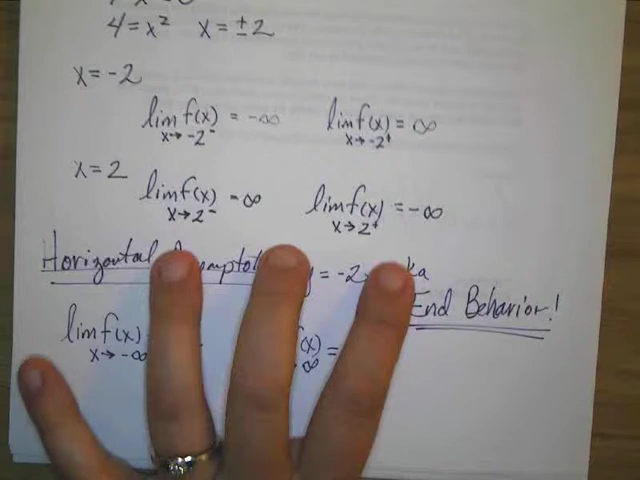 4 = x² x = ±2
x = -2
lim f(x) = -∞ lim f(x) = ∞
x→-2⁻ x→-2⁺
x = 2
lim f(x) = ∞ lim f(x) = -∞
x→2⁻ x→2⁺
Horizontal y = -2
End Behavior!
lim f(x) f(x) =
x→-∞ ∞